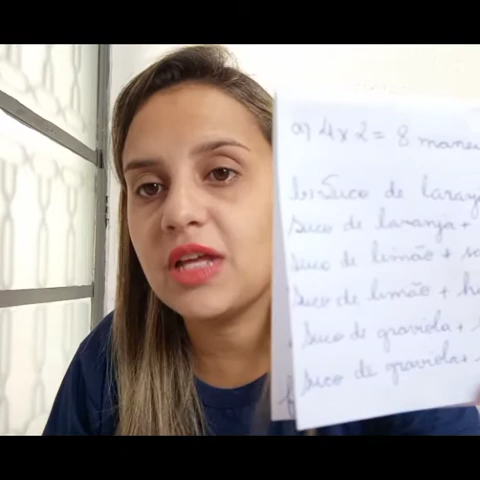 a) 4 x 2 = 8
b) Suco de
suco de laranja +
suco de limão +
suco de limão +
suco de graviola +
suco de graviola +